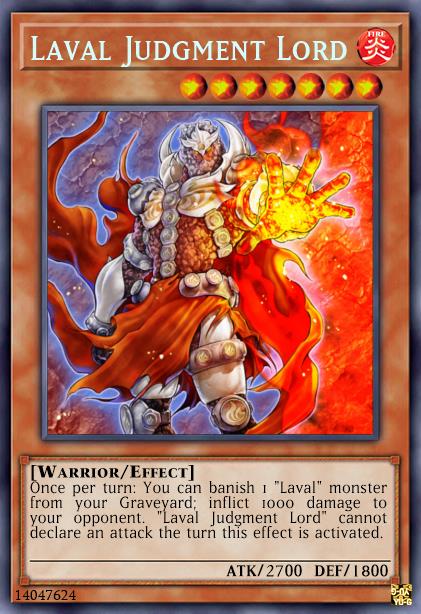 LAVAL JUDGMENT LORD
FIRE
炎
[WARRIOR/EFFECT]
Once per turn: You can banish 1 "Laval" monster
from your Graveyard; inflict 1000 damage to
your opponent. "Laval Judgment Lord" cannot
declare an attack the turn this effect is activated.
ATK/2700 DEF/1800
14047624